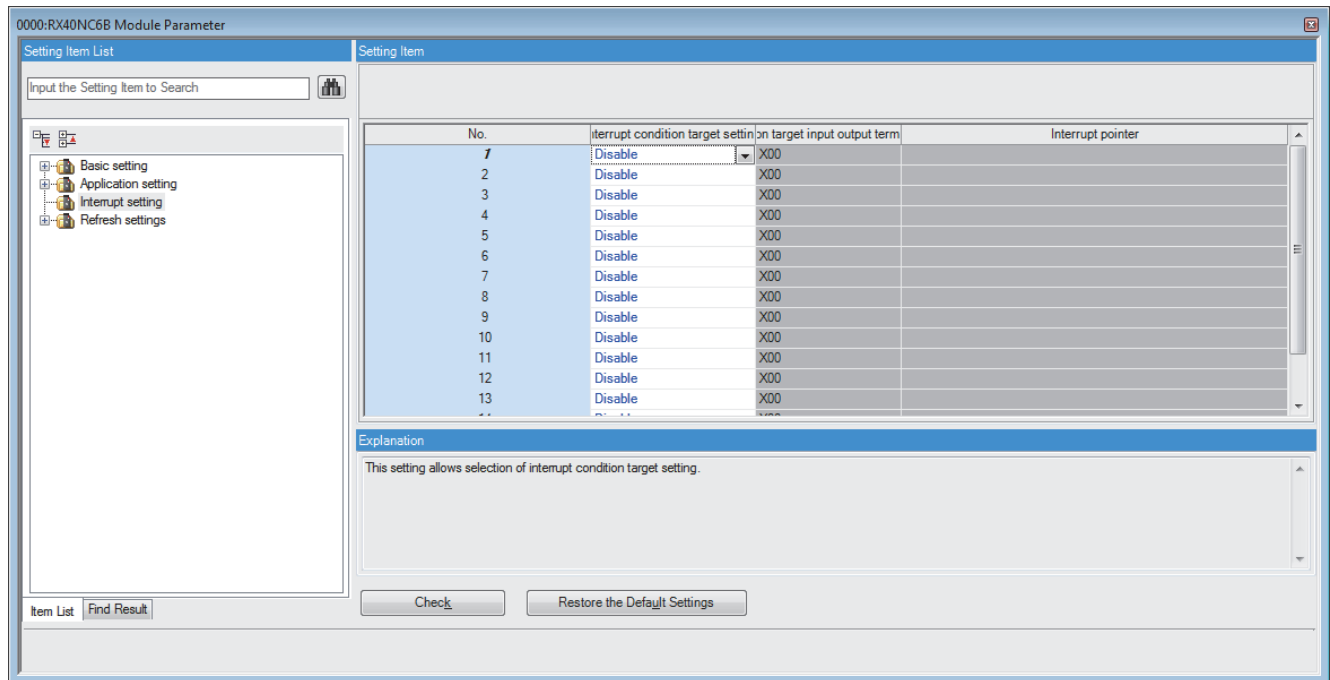 0000:RX40NC6B Module Parameter
Setting Item List
Input the Setting Item to Search
Basic setting
Application setting
Interrupt setting
Refresh settings
Item List Find Result
Setting Item
No. terrupt condition target settin on target input output term Interrupt pointer
1 Disable X00
2 Disable X00
3 Disable X00
4 Disable X00
5 Disable X00
6 Disable X00
7 Disable X00
8 Disable X00
9 Disable X00
10 Disable X00
11 Disable X00
12 Disable X00
13 Disable X00
Explanation
This setting allows selection of interrupt condition target setting.
Check Restore the Default Settings